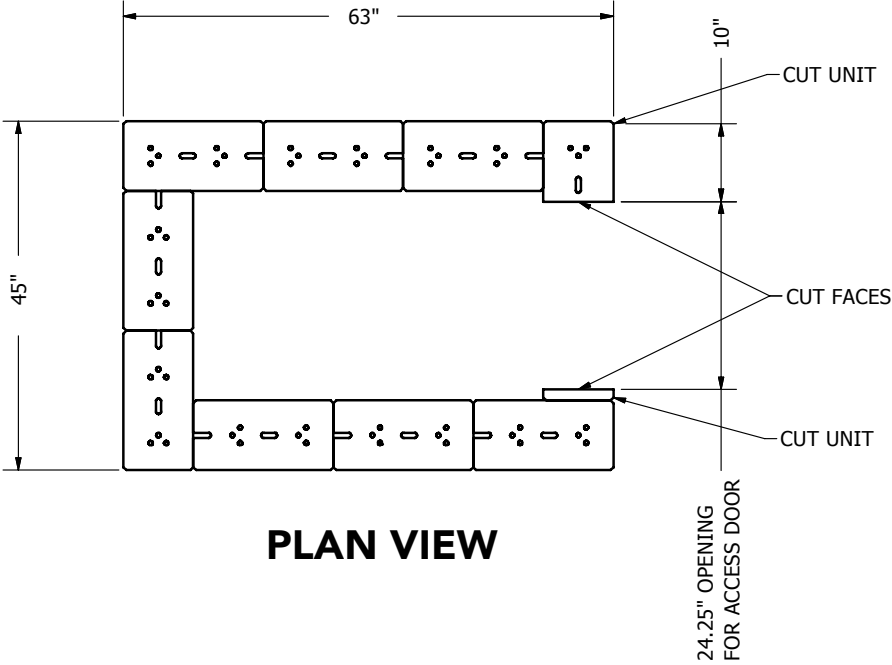 63"
10"
CUT UNIT
45"
CUT FACES
CUT UNIT
24.25" OPENING
FOR ACCESS DOOR
PLAN VIEW